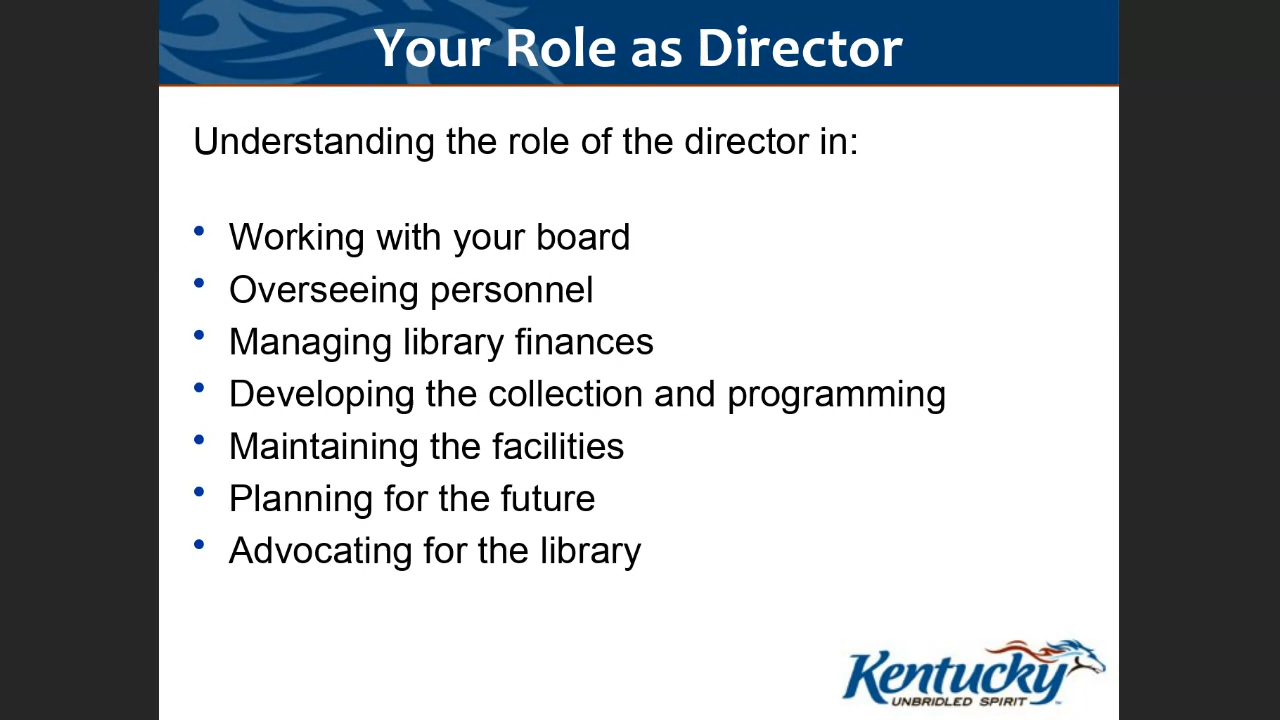 Your Role as Director
Understanding the role of the director in:
• Working with your board
• Overseeing personnel
• Managing library finances
• Developing the collection and programming
• Maintaining the facilities
• Planning for the future
• Advocating for the library
Kentucky
UNBRIDLED SPIRIT